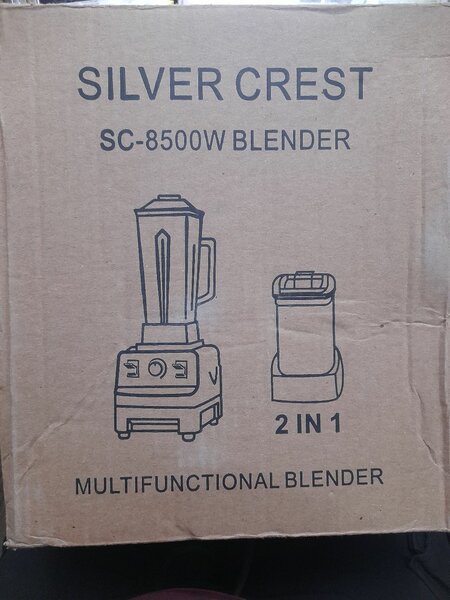 SILVER CREST
SC-8500W BLENDER
2 IN 1
MULTIFUNCTIONAL BLENDER